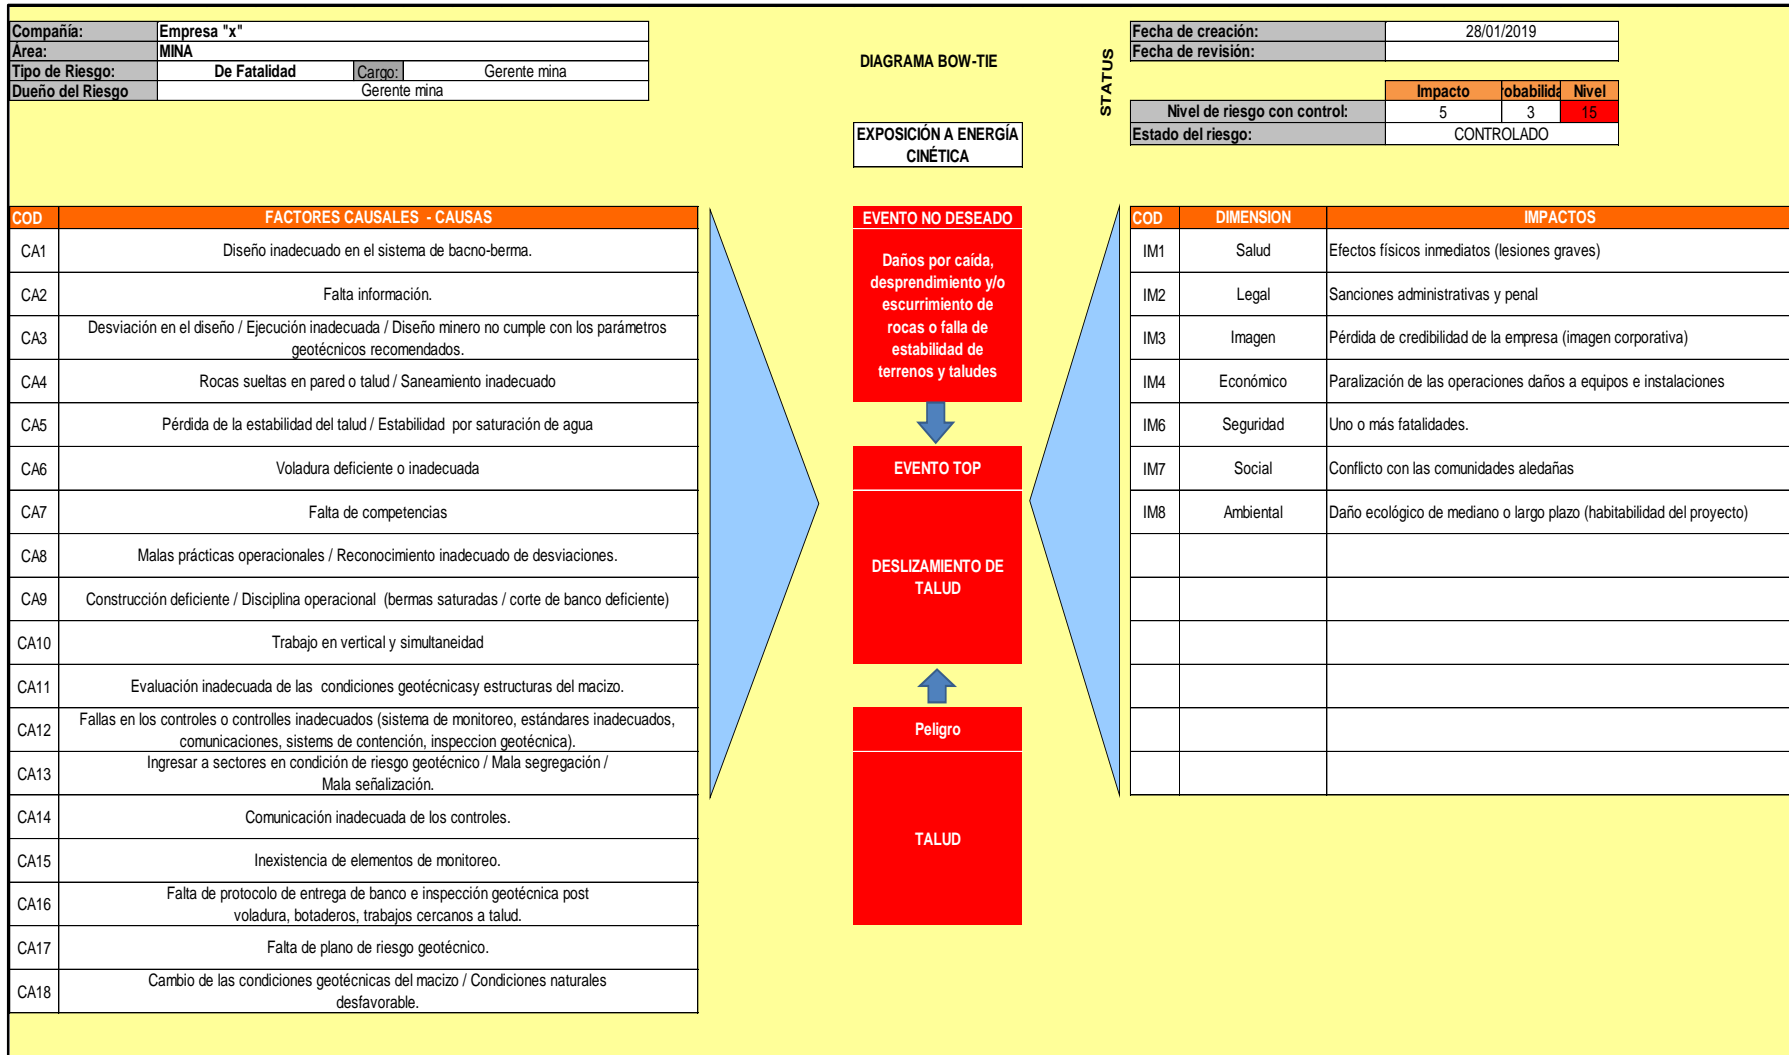 Compañía: Empresa "x"
Área: MINA
Tipo de Riesgo: De Fatalidad Cargo: Gerente mina
Dueño del Riesgo Gerente mina
DIAGRAMA BOW-TIE
EXPOSICIÓN A ENERGÍA
CINÉTICA
STATUS
Fecha de creación: 28/01/2019
Fecha de revisión:
Impacto robabilida Nivel
Nivel de riesgo con control: 5 3 15
Estado del riesgo: CONTROLADO
COD FACTORES CAUSALES - CAUSAS
CA1 Diseño inadecuado en el sistema de bacno-berma.
CA2 Falta información.
CA3 Desviación en el diseño / Ejecución inadecuada / Diseño minero no cumple con los parámetros
geotécnicos recomendados.
CA4 Rocas sueltas en pared o talud / Saneamiento inadecuado
CA5 Pérdida de la estabilidad del talud / Estabilidad por saturación de agua
CA6 Voladura deficiente o inadecuada
CA7 Falta de competencias
CA8 Malas prácticas operacionales / Reconocimiento inadecuado de desviaciones.
CA9 Construcción deficiente / Disciplina operacional (bermas saturadas / corte de banco deficiente)
CA10 Trabajo en vertical y simultaneidad
CA11 Evaluación inadecuada de las condiciones geotécnicasy estructuras del macizo.
CA12 Fallas en los controles o controlles inadecuados (sistema de monitoreo, estándares inadecuados,
comunicaciones, sistems de contención, inspeccion geotécnica).
CA13 Ingresar a sectores en condición de riesgo geotécnico / Mala segregación /
Mala señalización.
CA14 Comunicación inadecuada de los controles.
CA15 Inexistencia de elementos de monitoreo.
CA16 Falta de protocolo de entrega de banco e inspección geotécnica post
voladura, botaderos, trabajos cercanos a talud.
CA17 Falta de plano de riesgo geotécnico.
CA18 Cambio de las condiciones geotécnicas del macizo / Condiciones naturales
desfavorable.
EVENTO NO DESEADO
Daños por caída,
desprendimiento y/o
escurrimiento de
rocas o falla de
estabilidad de
terrenos y taludes
EVENTO TOP
DESLIZAMIENTO DE
TALUD
Peligro
TALUD
COD DIMENSION IMPACTOS
IM1 Salud Efectos físicos inmediatos (lesiones graves)
IM2 Legal Sanciones administrativas y penal
IM3 Imagen Pérdida de credibilidad de la empresa (imagen corporativa)
IM4 Económico Paralización de las operaciones daños a equipos e instalaciones
IM6 Seguridad Uno o más fatalidades.
IM7 Social Conflicto con las comunidades aledañas
IM8 Ambiental Daño ecológico de mediano o largo plazo (habitabilidad del proyecto)